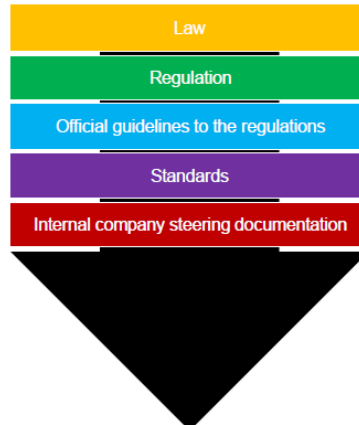 Law
Regulation
Official guidelines to the regulations
Standards
Internal company steering documentation